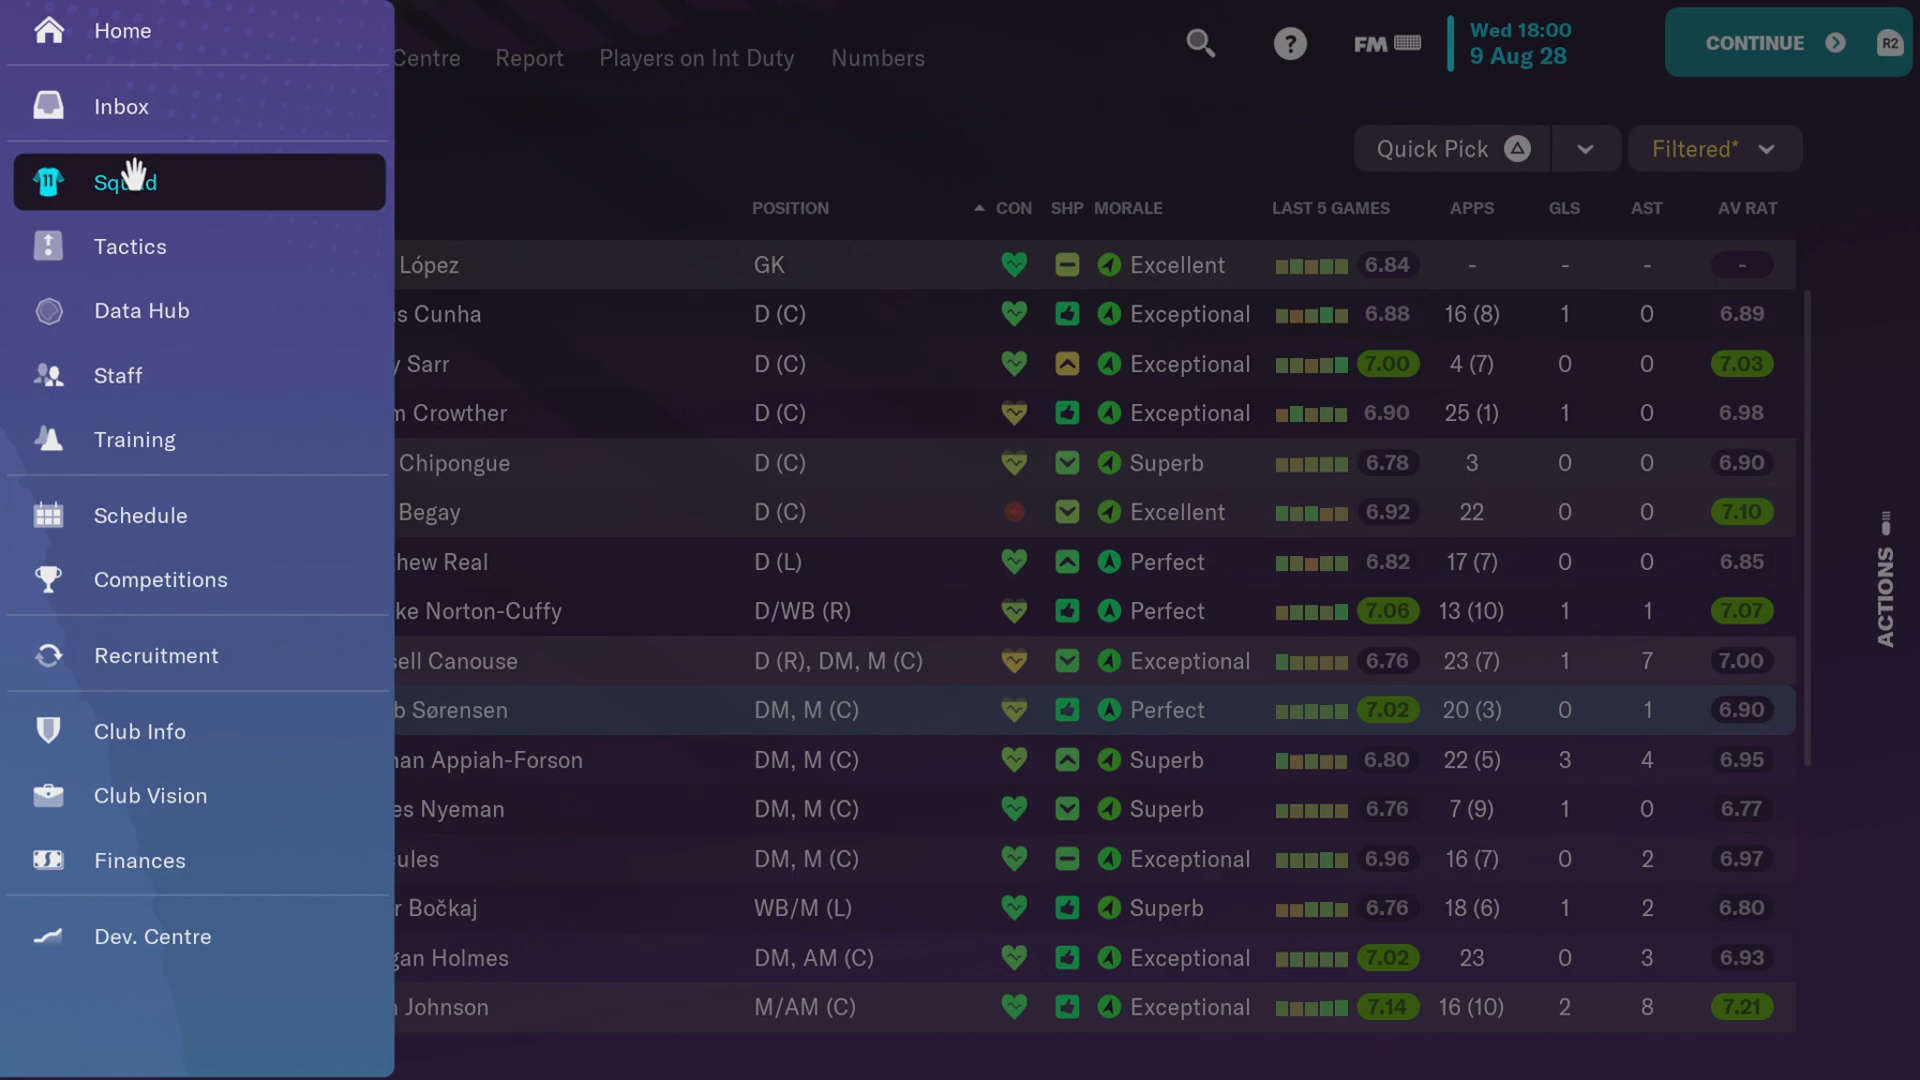 Home
Inbox
Squad
Tactics
Data Hub
Staff
Training
Schedule
Competitions
Recruitment
Club Info
Club Vision
Finances
Dev. Centre
Centre Report Players on Int Duty Numbers
FM
Wed 18:00
9 Aug 28
CONTINUE R2
Quick Pick Filtered*
POSITION CON SHP MORALE LAST 5 GAMES APPS GLS AST AV RAT
López GK Excellent 6.84 - - - -
s Cunha D (C) Exceptional 6.88 16 (8) 1 0 6.89
y Sarr D (C) Exceptional 7.00 4 (7) 0 0 7.03
m Crowther D (C) Exceptional 6.90 25 (1) 1 0 6.98
Chipongue D (C) Superb 6.78 3 0 0 6.90
Begay D (C) Excellent 6.92 22 0 0 7.10
hew Real D (L) Perfect 6.82 17 (7) 0 0 6.85
ke Norton-Cuffy D/WB (R) Perfect 7.06 13 (10) 1 1 7.07
sell Canouse D (R), DM, M (C) Exceptional 6.76 23 (7) 1 7 7.00
b Sørensen DM, M (C) Perfect 7.02 20 (3) 0 1 6.90
nan Appiah-Forson DM, M (C) Superb 6.80 22 (5) 3 4 6.95
es Nyeman DM, M (C) Superb 6.76 7 (9) 1 0 6.77
ules DM, M (C) Exceptional 6.96 16 (7) 0 2 6.97
r Bočkaj WB/M (L) Superb 6.76 18 (6) 1 2 6.80
gan Holmes DM, AM (C) Exceptional 7.02 23 0 3 6.93
Johnson M/AM (C) Exceptional 7.14 16 (10) 2 8 7.21
ACTIONS